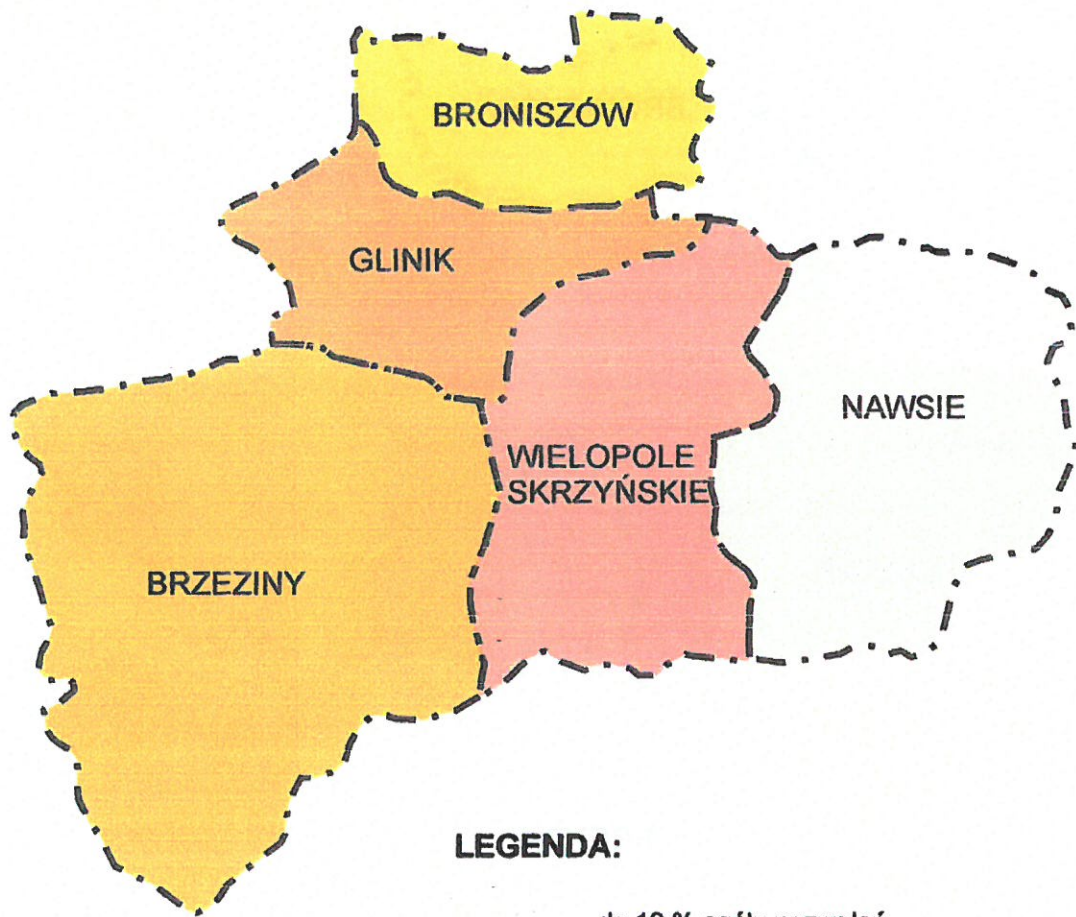 BRONISZÓW
GLINIK
NAWSIE
WIELOPOLE
SKRZYŃSKIE
BRZEZINY
LEGENDA: